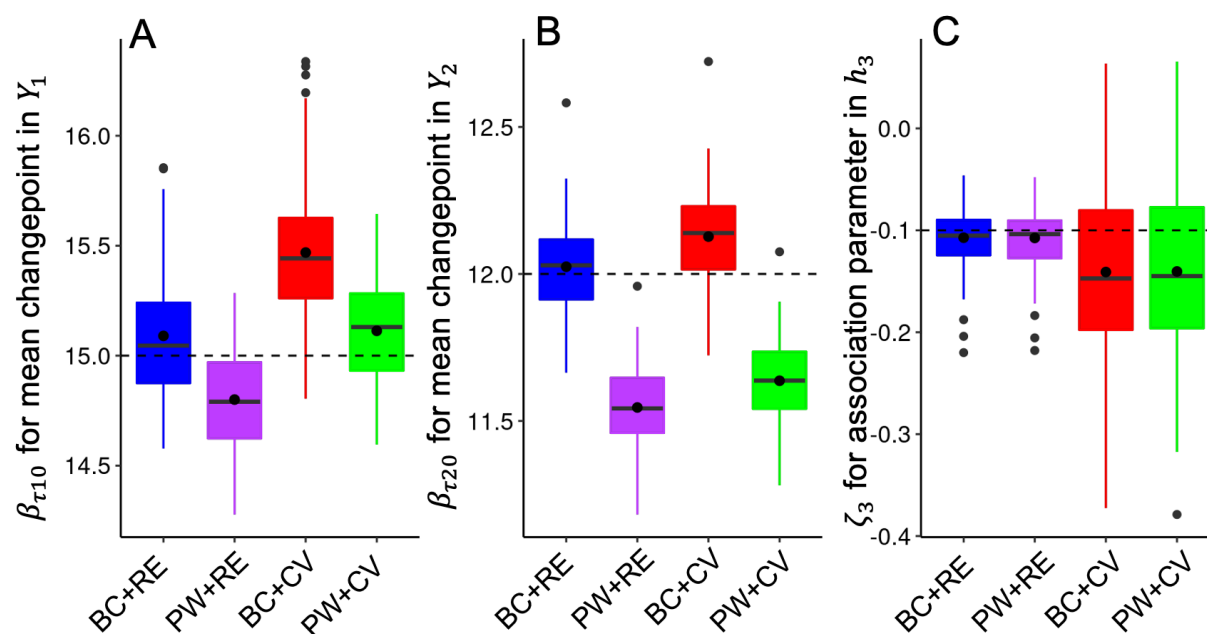 A
β_τ10 for mean changepoint in Y_1
16.0
15.5
15.0
14.5
BC+RE
PW+RE
BC+CV
PW+CV
B
β_τ20 for mean changepoint in Y_2
12.5
12.0
11.5
BC+RE
PW+RE
BC+CV
PW+CV
C
ζ_3 for association parameter in h_3
0.0
-0.1
-0.2
-0.3
-0.4
BC+RE
PW+RE
BC+CV
PW+CV